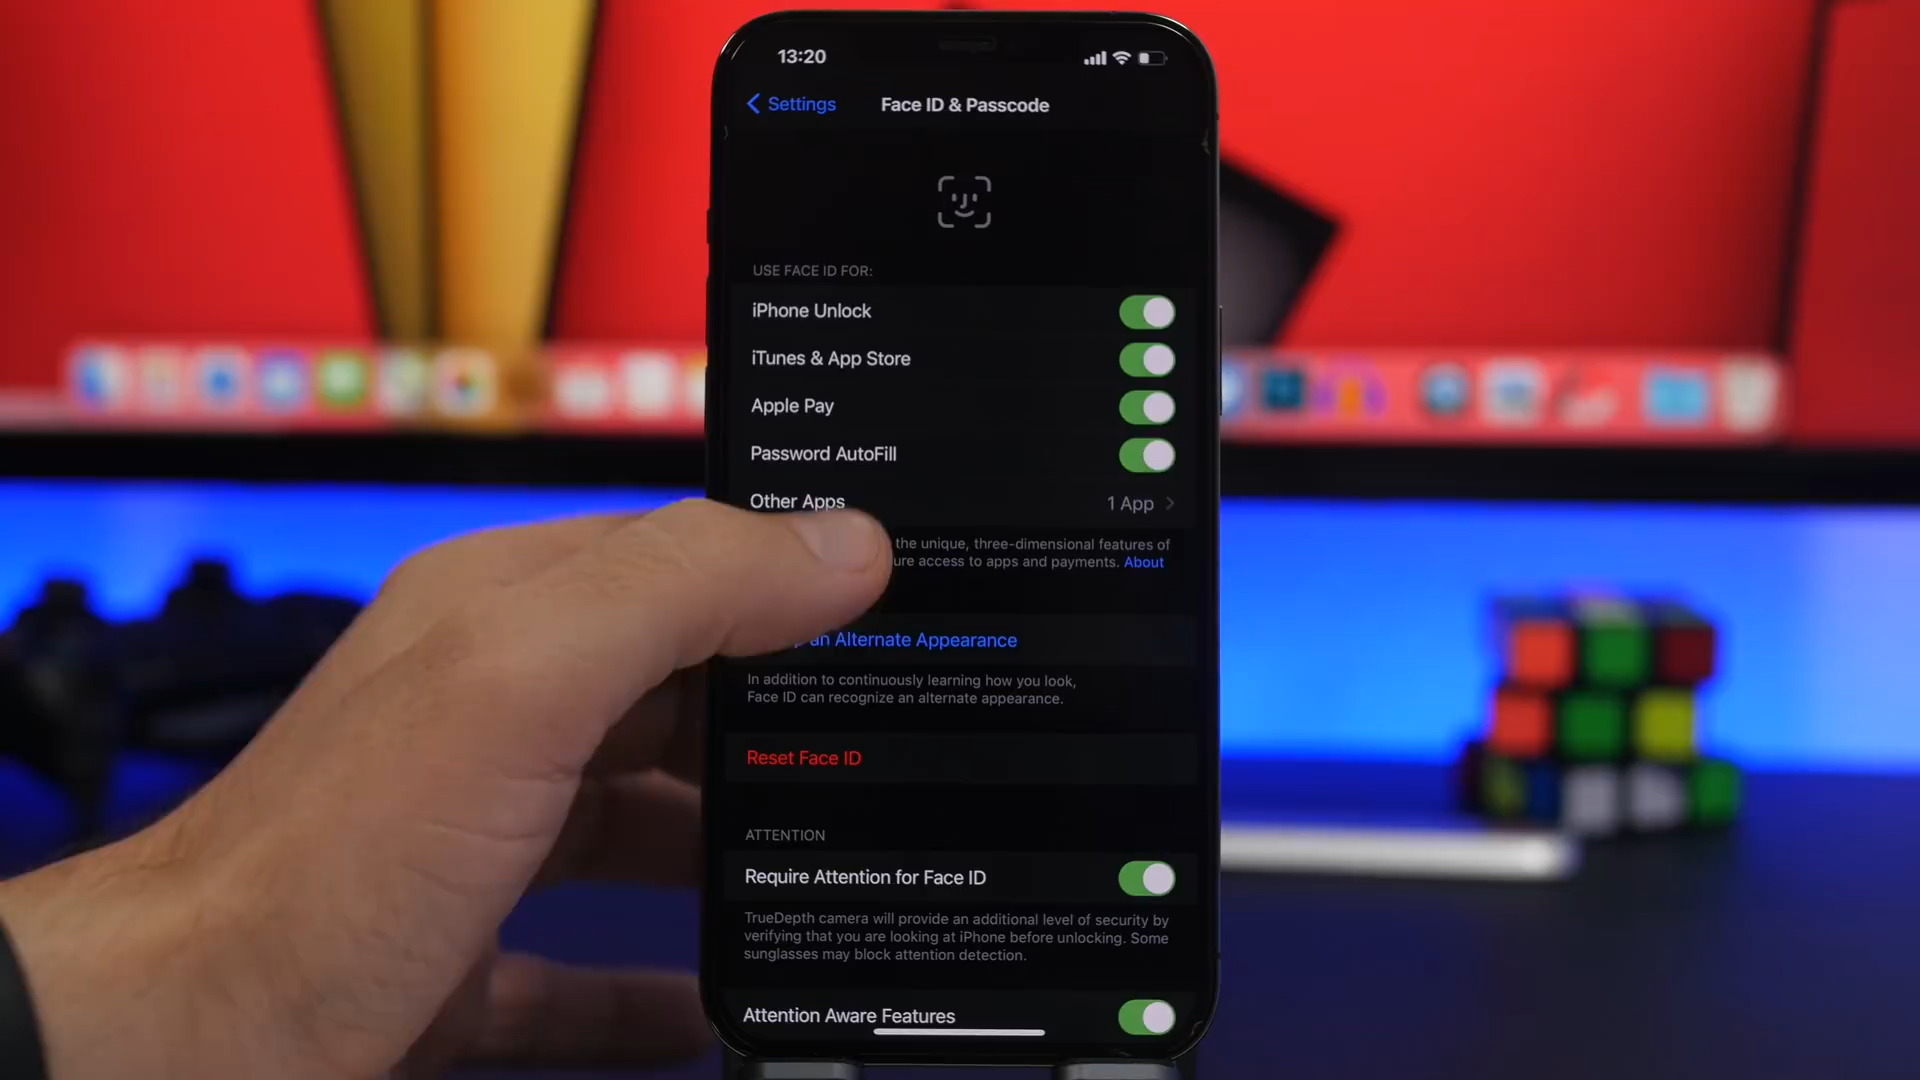 13:20
Settings
Face ID & Passcode
USE FACE ID FOR:
iPhone Unlock
iTunes & App Store
Apple Pay
Password AutoFill
Other Apps
1 App
the unique, three-dimensional features of
access to apps and payments. About
an Alternate Appearance
In addition to continuously learning how you look,
Face ID can recognize an alternate appearance.
Reset Face ID
ATTENTION
Require Attention for Face ID
TrueDepth camera will provide an additional level of security by
verifying that you are looking at iPhone before unlocking. Some
sunglasses may block attention detection.
Attention Aware Features